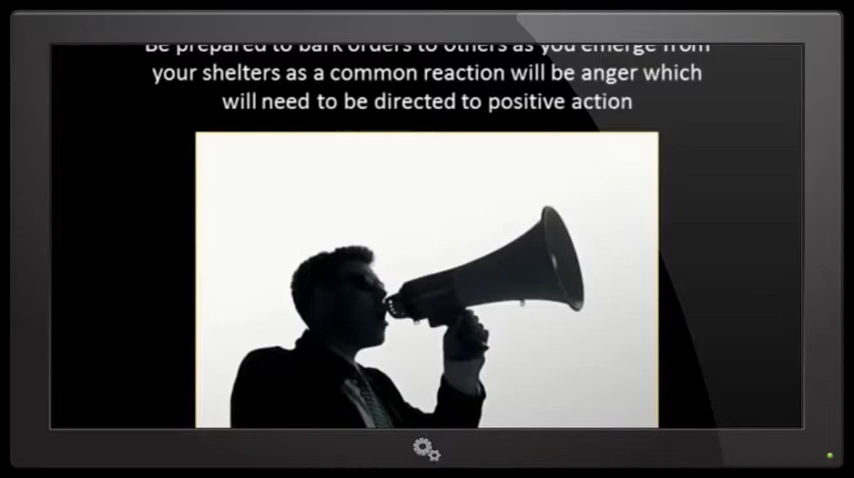 Be prepared to bark orders to others as you emerge from
your shelters as a common reaction will be anger which
will need to be directed to positive action